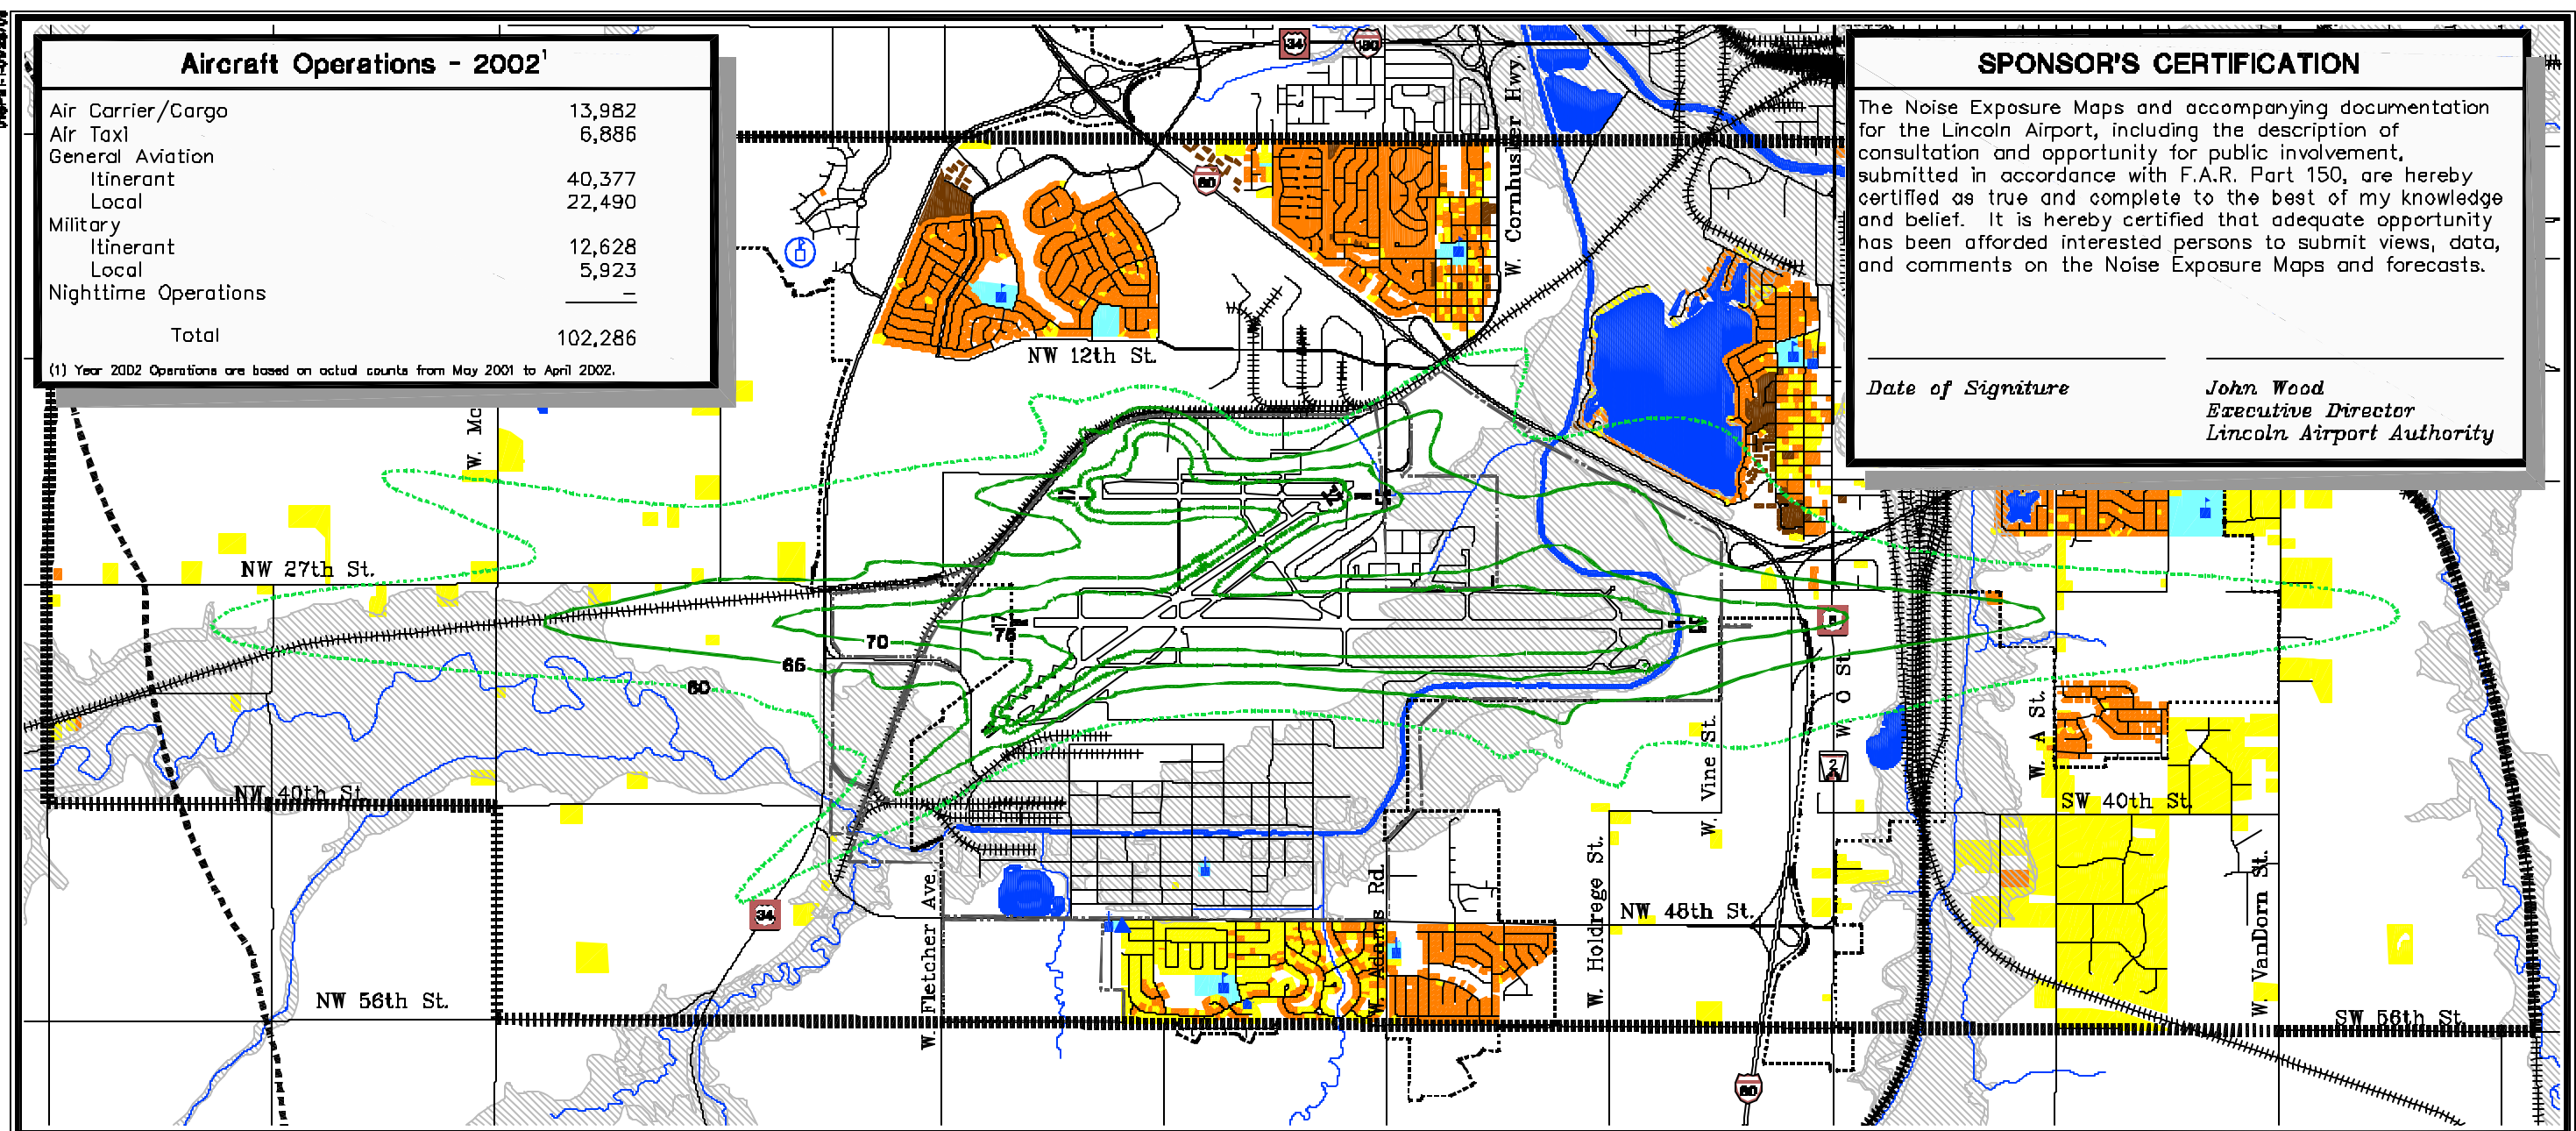 Aircraft Operations - 2002¹
Air Carrier/Cargo 13,982
Air Taxi 6,886
General Aviation
Itinerant 40,377
Local 22,490
Military
Itinerant 12,628
Local 5,923
Nighttime Operations –
Total 102,286
(1) Year 2002 Operations are based on actual counts from May 2001 to April 2002.
SPONSOR'S CERTIFICATION
The Noise Exposure Maps and accompanying documentation
for the Lincoln Airport, including the description of
consultation and opportunity for public involvement,
submitted in accordance with F.A.R. Part 150, are hereby
certified as true and complete to the best of my knowledge
and belief. It is hereby certified that adequate opportunity
has been afforded interested persons to submit views, data,
and comments on the Noise Exposure Maps and forecasts.
Date of Signiture
John Wood
Executive Director
Lincoln Airport Authority
34
180
80
W. Cornhusker Hwy.
NW 12th St.
W. Mc
NW 27th St.
70
75
65
60
W. O St.
W. A St.
2
W. Vine St.
NW 40th St.
SW 40th St.
34
W. Fletcher Ave.
W. Adams Rd.
W. Holdrege St.
NW 48th St.
W. VanDorn St.
NW 56th St.
SW 56th St.
80